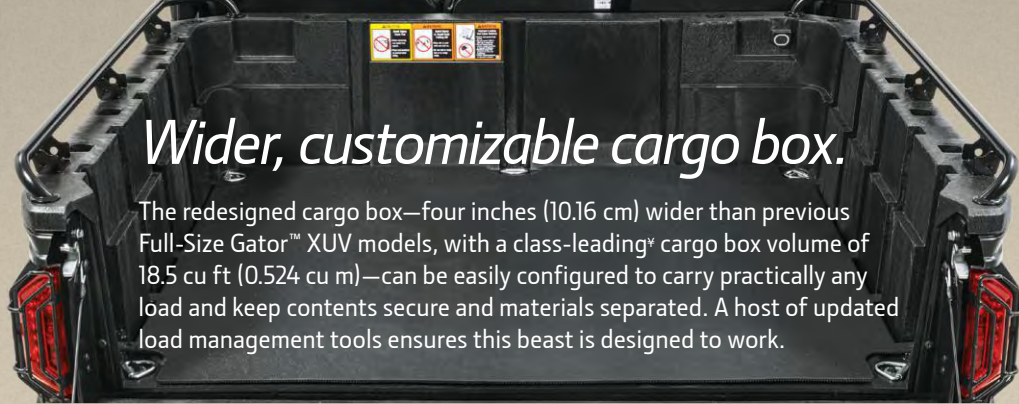 Wider, customizable cargo box.
The redesigned cargo box—four inches (10.16 cm) wider than previous
Full-Size Gator™ XUV models, with a class-leading¥ cargo box volume of
18.5 cu ft (0.524 cu m)—can be easily configured to carry practically any
load and keep contents secure and materials separated. A host of updated
load management tools ensures this beast is designed to work.